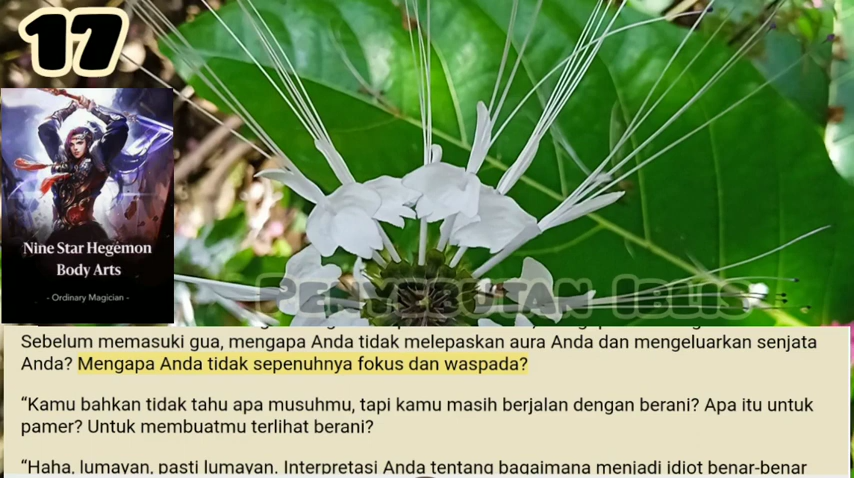 17
Nine Star Hegemon
Body Arts
- Ordinary Magician -
PENYEBUTAN IBLIS
Sebelum memasuki gua, mengapa Anda tidak melepaskan aura Anda dan mengeluarkan senjata
Anda? Mengapa Anda tidak sepenuhnya fokus dan waspada?
“Kamu bahkan tidak tahu apa musuhmu, tapi kamu masih berjalan dengan berani? Apa itu untuk
pamer? Untuk membuatmu terlihat berani?
“Haha, lumayan, pasti lumayan. Interpretasi Anda tentang bagaimana menjadi idiot benar-benar